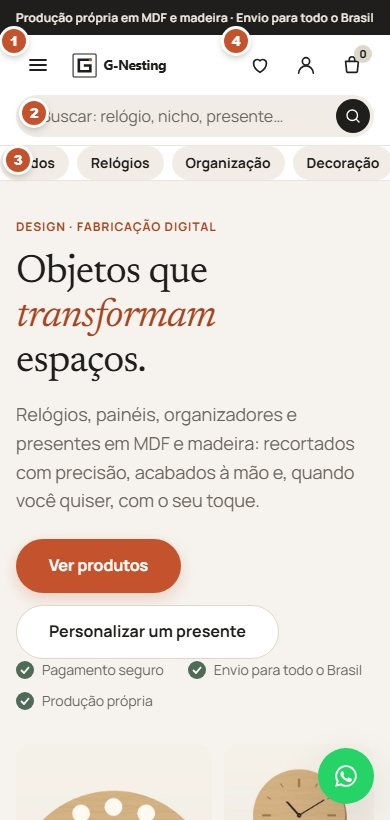 Produção própria em MDF e madeira · Envio para todo o Brasil
1
4
G-Nesting
0
2
Buscar: relógio, nicho, presente...
3
Relógios
Organização
Decoração
DESIGN · FABRICAÇÃO DIGITAL
Objetos que
transformam
espaços.
Relógios, painéis, organizadores e
presentes em MDF e madeira: recortados
com precisão, acabados à mão e, quando
você quiser, com o seu toque.
Ver produtos
Personalizar um presente
Pagamento seguro
Envio para todo o Brasil
Produção própria